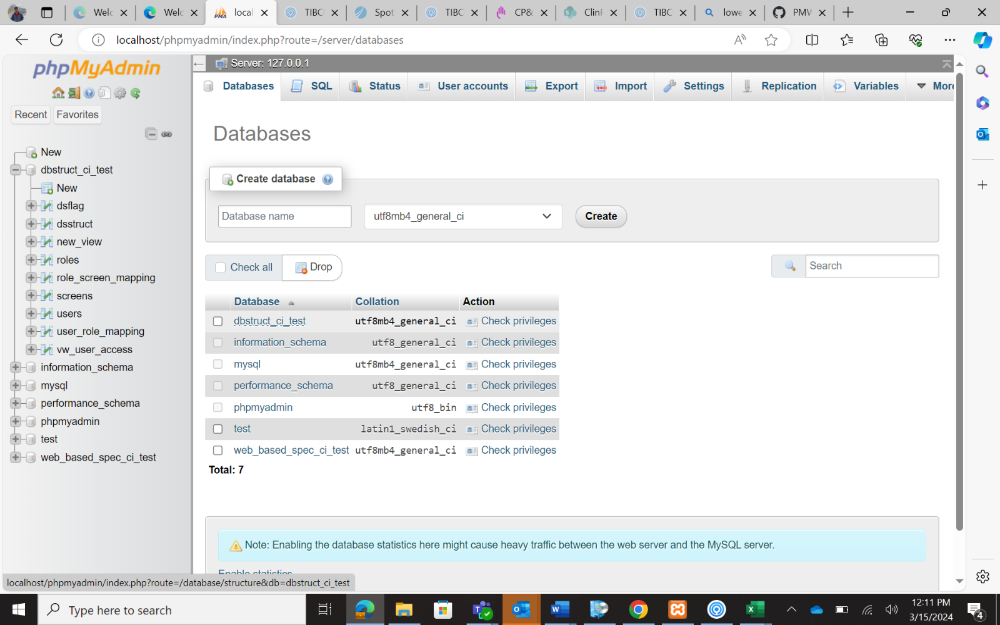 Welc
Welc
local
TIBC
Spot
TIBC
CP&
ClinF
TIBC
lowe
PMV
localhost/phpmyadmin/index.php?route=/server/databases
phpMyAdmin
Recent
Favorites
New
dbstruct_ci_test
New
dsflag
dsstruct
new_view
roles
role_screen_mapping
screens
users
user_role_mapping
vw_user_access
information_schema
mysql
performance_schema
phpmyadmin
test
web_based_spec_ci_test
Server: 127.0.0.1
Databases
SQL
Status
User accounts
Export
Import
Settings
Replication
Variables
More
Databases
Create database
Database name
utf8mb4_general_ci
Create
Check all
Drop
Search
Database Collation Action
dbstruct_ci_test utf8mb4_general_ci Check privileges
information_schema utf8_general_ci Check privileges
mysql utf8mb4_general_ci Check privileges
performance_schema utf8_general_ci Check privileges
phpmyadmin utf8_bin Check privileges
test latin1_swedish_ci Check privileges
web_based_spec_ci_test utf8mb4_general_ci Check privileges
Total: 7
Note: Enabling the database statistics here might cause heavy traffic between the web server and the MySQL server.
Enable statistics
localhost/phpmyadmin/index.php?route=/database/structure&db=dbstruct_ci_test
Type here to search
12:11 PM
3/15/2024
4